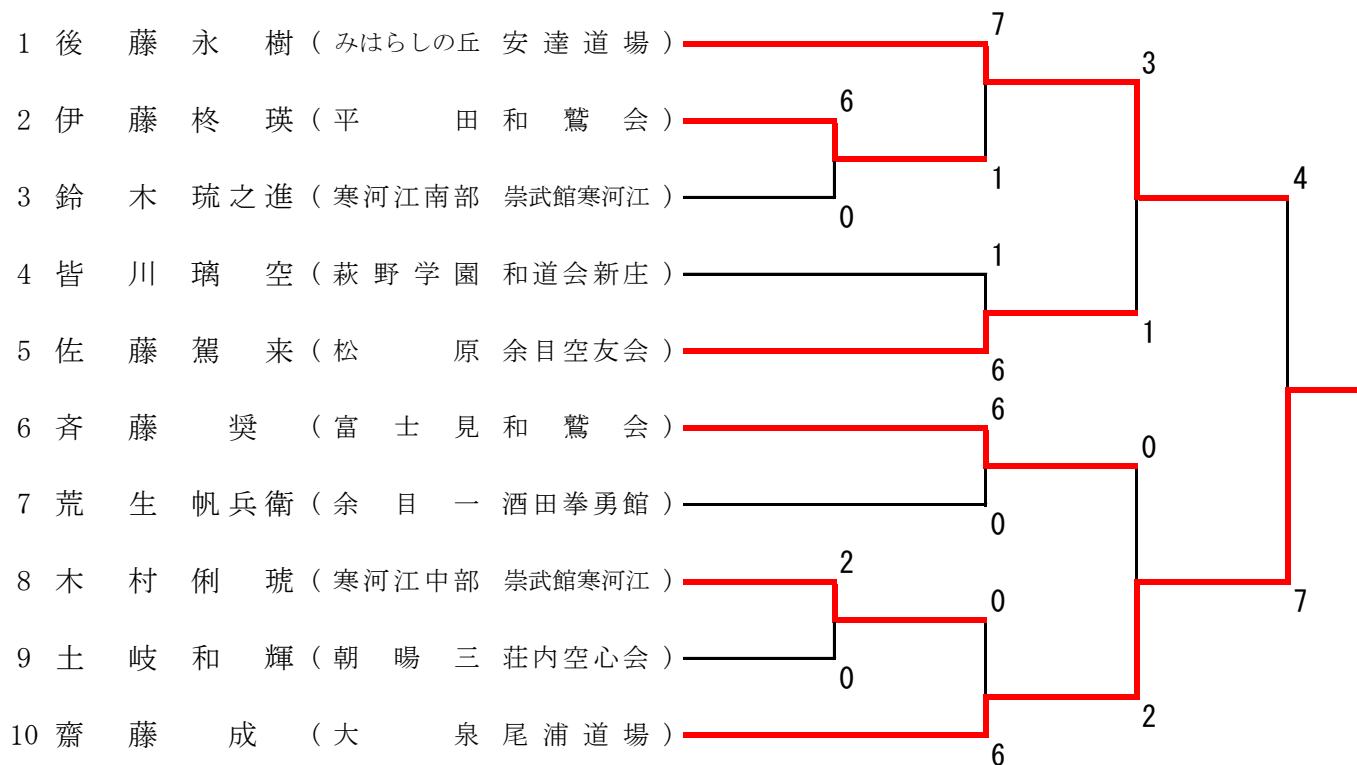 1 後藤永樹 (みはらしの丘 安達道場)
2 伊藤柊瑛 (平田 和鷲会)
3 鈴木琉之進 (寒河江南部 崇武館寒河江)
4 皆川璃空 (萩野学園 和道会新庄)
5 佐藤駕来 (松原 余目空友会)
6 斉藤奨 (富士見 和鷲会)
7 荒生帆兵衛 (余目一 酒田拳勇館)
8 木村俐琥 (寒河江中部 崇武館寒河江)
9 土岐和輝 (朝暘三 荘内空心会)
10 齋藤成 (大泉 尾浦道場)
7
3
6
1
4
0
1
1
6
6
0
0
2
0
7
0
2
6